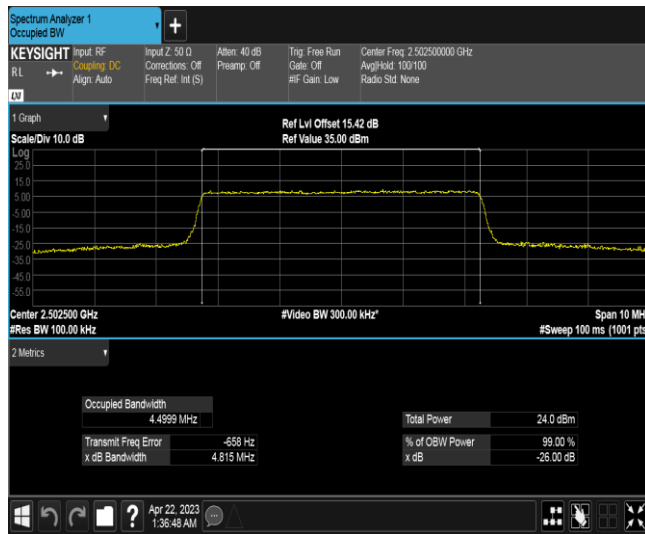 Spectrum Analyzer 1
Occupied BW
+
KEYSIGHT Input: RF Input Z: 50 Ω Atten: 40 dB Trig: Free Run Center Freq: 2.502500000 GHz
RL Coupling: DC Corrections: Off Preamp: Off Gate: Off Avg|Hold: 100/100
Align: Auto Freq Ref: Int (S) #IF Gain: Low Radio Std: None
LXI
1 Graph
Ref Lvl Offset 15.42 dB
Scale/Div 10.0 dB Ref Value 35.00 dBm
Log
25.0
15.0
5.00
-5.00
-15.0
-25.0
-35.0
-45.0
-55.0
Center 2.502500 GHz #Video BW 300.00 kHz* Span 10 MH
#Res BW 100.00 kHz #Sweep 100 ms (1001 pts
2 Metrics
Occupied Bandwidth
4.4999 MHz Total Power 24.0 dBm
Transmit Freq Error -658 Hz % of OBW Power 99.00 %
x dB Bandwidth 4.815 MHz x dB -26.00 dB
? Apr 22, 2023
1:36:48 AM